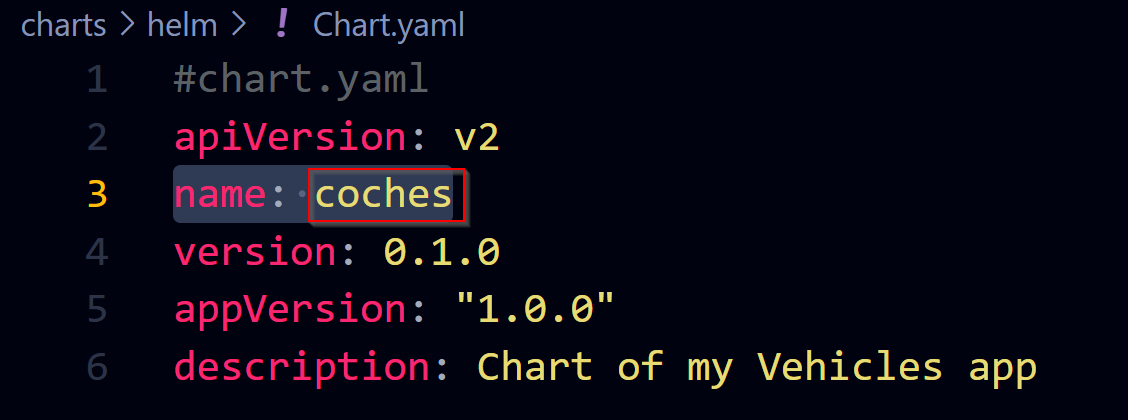 charts > helm > ! Chart.yaml
1 #chart.yaml
2 apiVersion: v2
3 name: coches
4 version: 0.1.0
5 appVersion: "1.0.0"
6 description: Chart of my Vehicles app